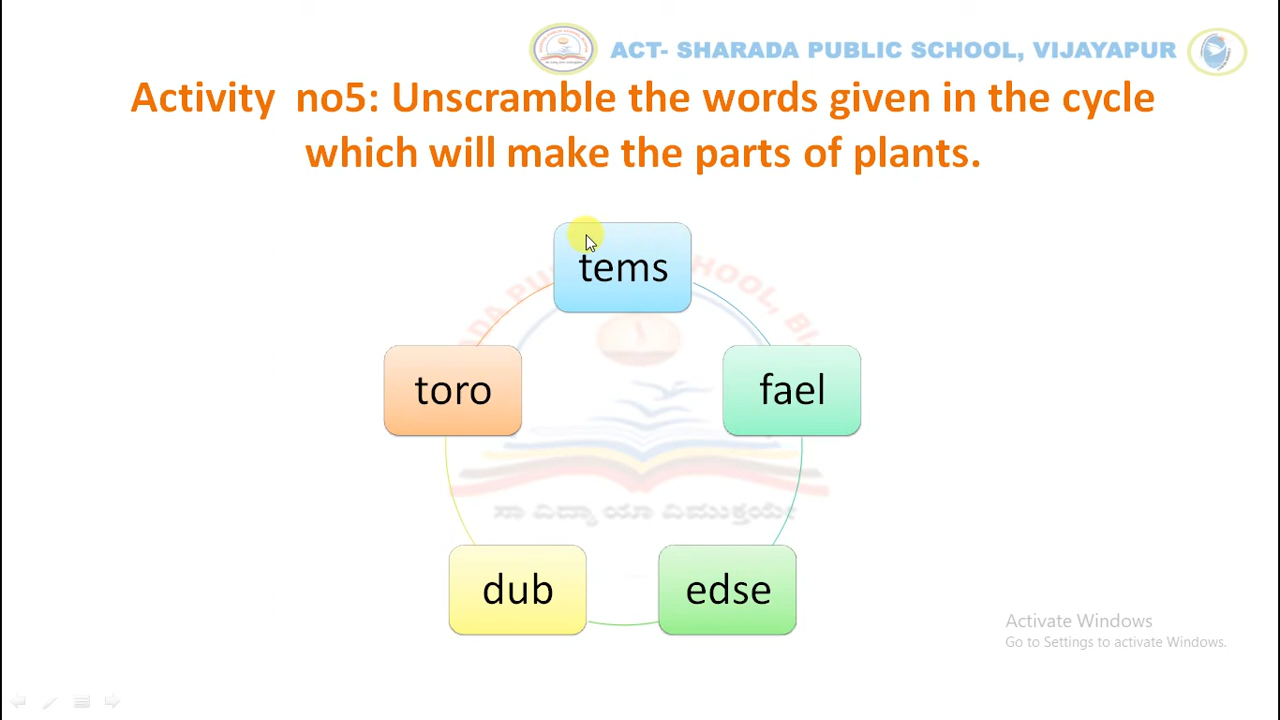 ACT- SHARADA PUBLIC SCHOOL, VIJAYAPUR
Activity no5: Unscramble the words given in the cycle
which will make the parts of plants.
tems
toro
fael
dub
edse
ಸಾ ವಿದ್ಯಾ ಯಾ ವಿಮುಕ್ತಯೇ
Activate Windows
Go to Settings to activate Windows.